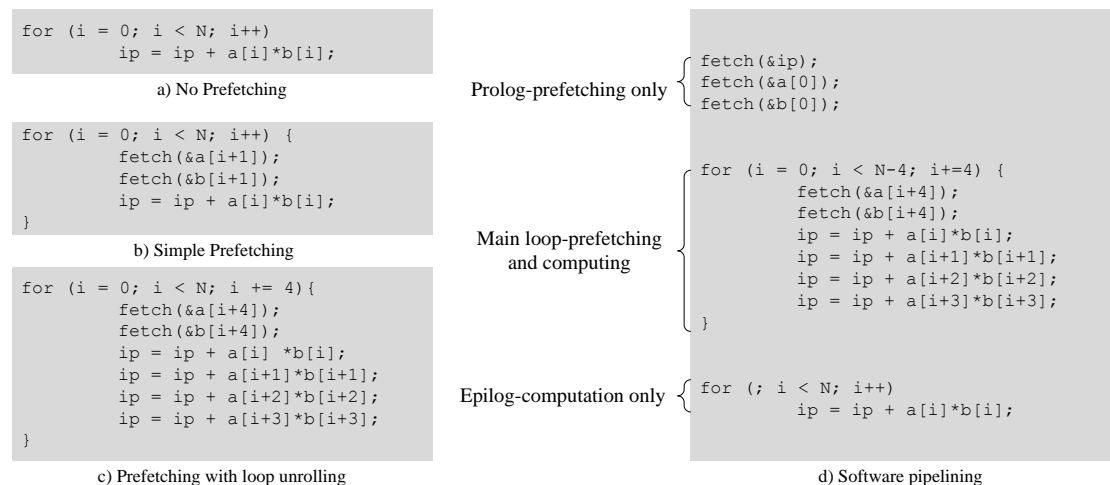 for (i = 0; i < N; i++)
ip = ip + a[i]*b[i];
a) No Prefetching
for (i = 0; i < N; i++) {
fetch(&a[i+1]);
fetch(&b[i+1]);
ip = ip + a[i]*b[i];
}
b) Simple Prefetching
for (i = 0; i < N; i += 4){
fetch(&a[i+4]);
fetch(&b[i+4]);
ip = ip + a[i] *b[i];
ip = ip + a[i+1]*b[i+1];
ip = ip + a[i+2]*b[i+2];
ip = ip + a[i+3]*b[i+3];
}
c) Prefetching with loop unrolling
Prolog-prefetching only
fetch(&ip);
fetch(&a[0]);
fetch(&b[0]);
Main loop-prefetching
and computing
for (i = 0; i < N-4; i+=4) {
fetch(&a[i+4]);
fetch(&b[i+4]);
ip = ip + a[i]*b[i];
ip = ip + a[i+1]*b[i+1];
ip = ip + a[i+2]*b[i+2];
ip = ip + a[i+3]*b[i+3];
}
Epilog-computation only
for (; i < N; i++)
ip = ip + a[i]*b[i];
d) Software pipelining